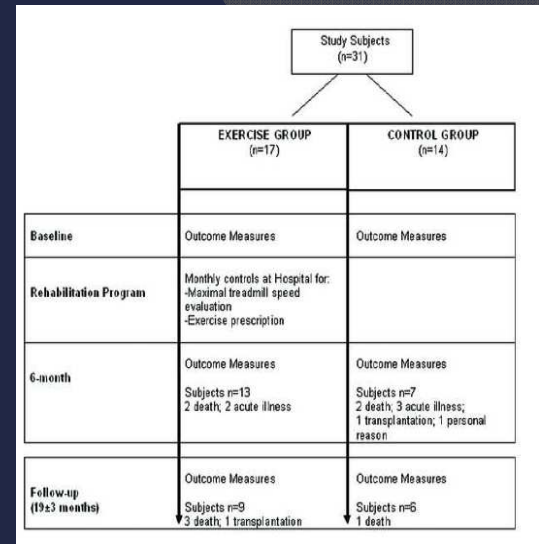 Study Subjects
(n=31)
EXERCISE GROUP
(n=17)
CONTROL GROUP
(n=14)
Baseline
Outcome Measures
Outcome Measures
Rehabilitation Program
Monthly controls at Hospital for:
-Maximal treadmill speed
evaluation
-Exercise prescription
6-month
Outcome Measures
Subjects n=13
2 death; 2 acute illness
Outcome Measures
Subjects n=7
2 death; 3 acute illness;
1 transplantation; 1 personal
reason
Follow-up
(19±3 months)
Outcome Measures
Subjects n=9
3 death; 1 transplantation
Outcome Measures
Subjects n=6
1 death